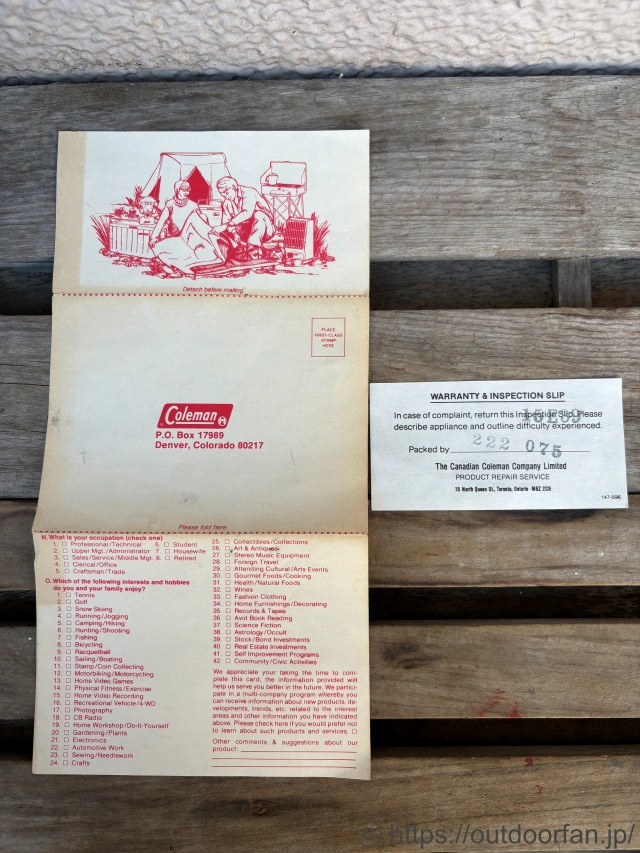 Detach before mailing
PLACE
FIRST-CLASS
STAMP
HERE
Coleman
P.O. Box 17989
Denver, Colorado 80217
Please fold here
N. What is your occupation (check one)
1. □ Professional/Technical
2. □ Upper Mgt./Administrator
3. □ Sales/Service/Middle Mgt.
4. □ Clerical/Office
5. □ Craftsman/Trade
6. □ Student
7. □ Housewife
8. □ Retired
O. Which of the following interests and hobbies
do you and your family enjoy?
1. □ Tennis
2. □ Golf
3. □ Snow Skiing
4. □ Running/Jogging
5. □ Camping/Hiking
6. □ Hunting/Shooting
7. □ Fishing
8. □ Bicycling
9. □ Racquetball
10. □ Sailing/Boating
11. □ Stamp/Coin Collecting
12. □ Motorbiking/Motorcycling
13. □ Home Video Games
14. □ Physical Fitness/Exercise
15. □ Home Video Recording
16. □ Recreational Vehicle/4-WD
17. □ Photography
18. □ CB Radio
19. □ Home Workshop/Do-It-Yourself
20. □ Gardening/Plants
21. □ Electronics
22. □ Automotive Work
23. □ Sewing/Needlework
24. □ Crafts
25. □ Collectibles/Collections
26. □ Art & Antiques
27. □ Stereo Music Equipment
28. □ Foreign Travel
29. □ Attending Cultural/Arts Events
30. □ Gourmet Foods/Cooking
31. □ Health/Natural Foods
32. □ Wines
33. □ Fashion Clothing
34. □ Home Furnishings/Decorating
35. □ Records & Tapes
36. □ Avid Book Reading
37. □ Science Fiction
38. □ Astrology/Occult
39. □ Stock/Bond Investments
40. □ Real Estate Investments
41. □ Self Improvement Programs
42. □ Community/Civic Activities
We appreciate your taking the time to com-
plete this card; the information provided will
help us serve you better in the future. We partici-
pate in a multi-company program whereby you
can receive information about new products, de-
velopments, trends, etc. related to the interest
areas and other information you have indicated
above. Please check here if you would prefer not
to learn about such products and services. □
Other comments & suggestions about our
product:
WARRANTY & INSPECTION SLIP
In case of complaint, return this Inspection Slip. Please
describe appliance and outline difficulty experienced.
Packed by 222 075
The Canadian Coleman Company Limited
PRODUCT REPAIR SERVICE
15 North Queen St., Toronto, Ontario M8Z 2C6
147-596
https://outdoorfan.jp/